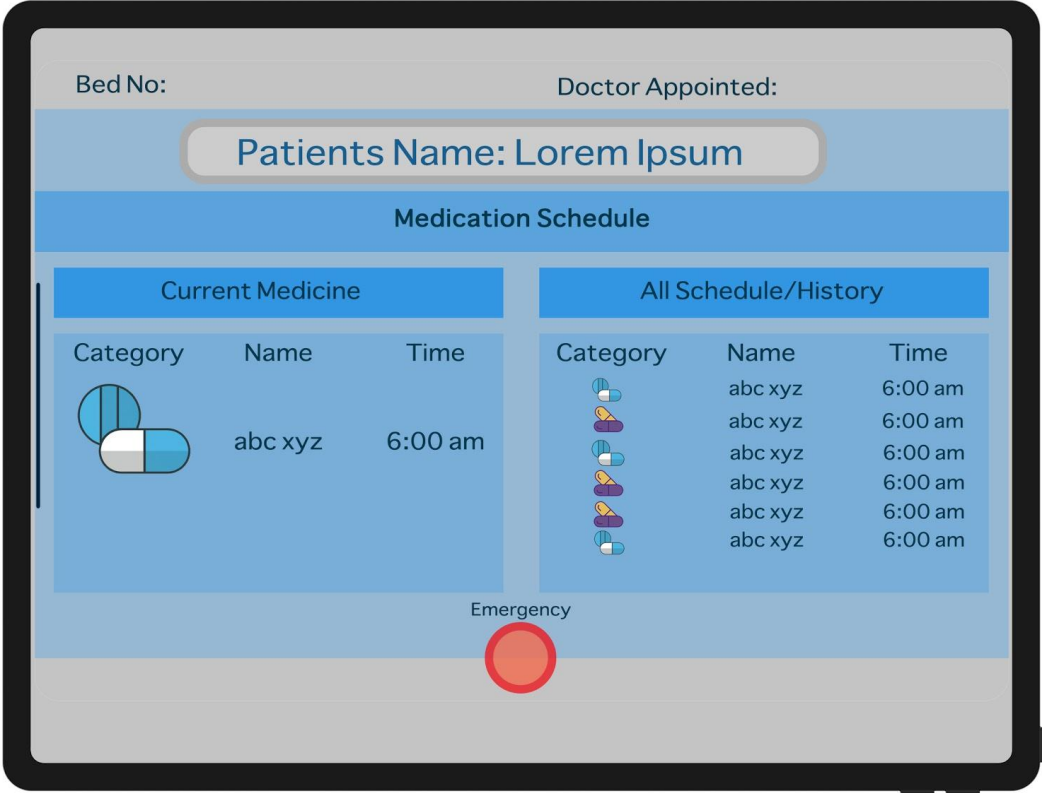 Bed No:
Doctor Appointed:
Patients Name: Lorem Ipsum
Medication Schedule
Current Medicine
Category Name Time
abc xyz 6:00 am
All Schedule/History
Category Name Time
abc xyz 6:00 am
abc xyz 6:00 am
abc xyz 6:00 am
abc xyz 6:00 am
abc xyz 6:00 am
abc xyz 6:00 am
Emergency